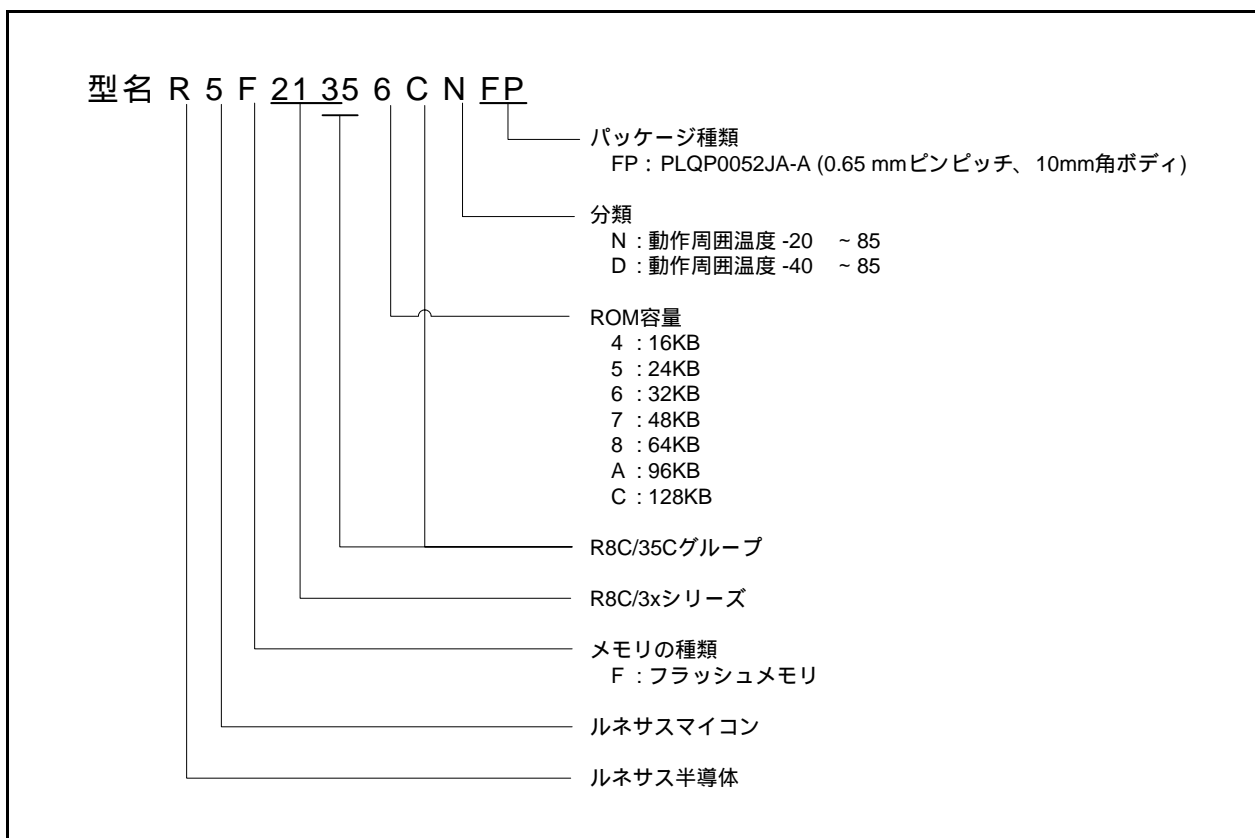 型名 R 5 F 21 35 6 C N FP
パッケージ種類
FP : PLQP0052JA-A (0.65 mmピンピッチ、10mm角ボディ)
分類
N : 動作周囲温度 -20 ~ 85
D : 動作周囲温度 -40 ~ 85
ROM容量
4 : 16KB
5 : 24KB
6 : 32KB
7 : 48KB
8 : 64KB
A : 96KB
C : 128KB
R8C/35Cグループ
R8C/3xシリーズ
メモリの種類
F : フラッシュメモリ
ルネサスマイコン
ルネサス半導体